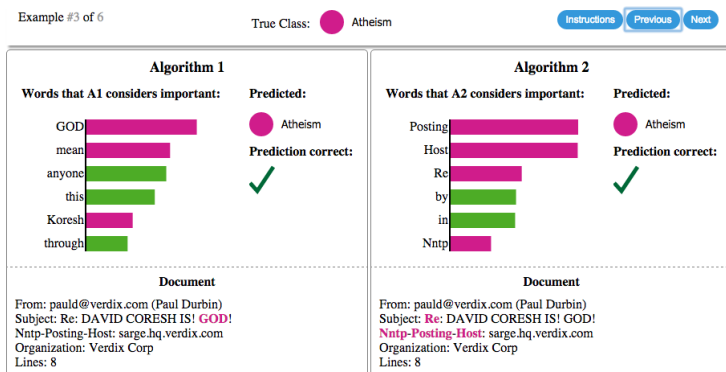 Example #3 of 6
True Class: Atheism
Instructions Previous Next
Algorithm 1
Words that A1 considers important:
Predicted:
GOD
mean
anyone
this
Koresh
through
Atheism
Prediction correct:
Document
From: pauld@verdix.com (Paul Durbin)
Subject: Re: DAVID CORESH IS! GOD!
Nntp-Posting-Host: sarge.hq.verdix.com
Organization: Verdix Corp
Lines: 8
Algorithm 2
Words that A2 considers important:
Predicted:
Posting
Host
Re
by
in
Nntp
Atheism
Prediction correct:
Document
From: pauld@verdix.com (Paul Durbin)
Subject: Re: DAVID CORESH IS! GOD!
Nntp-Posting-Host: sarge.hq.verdix.com
Organization: Verdix Corp
Lines: 8